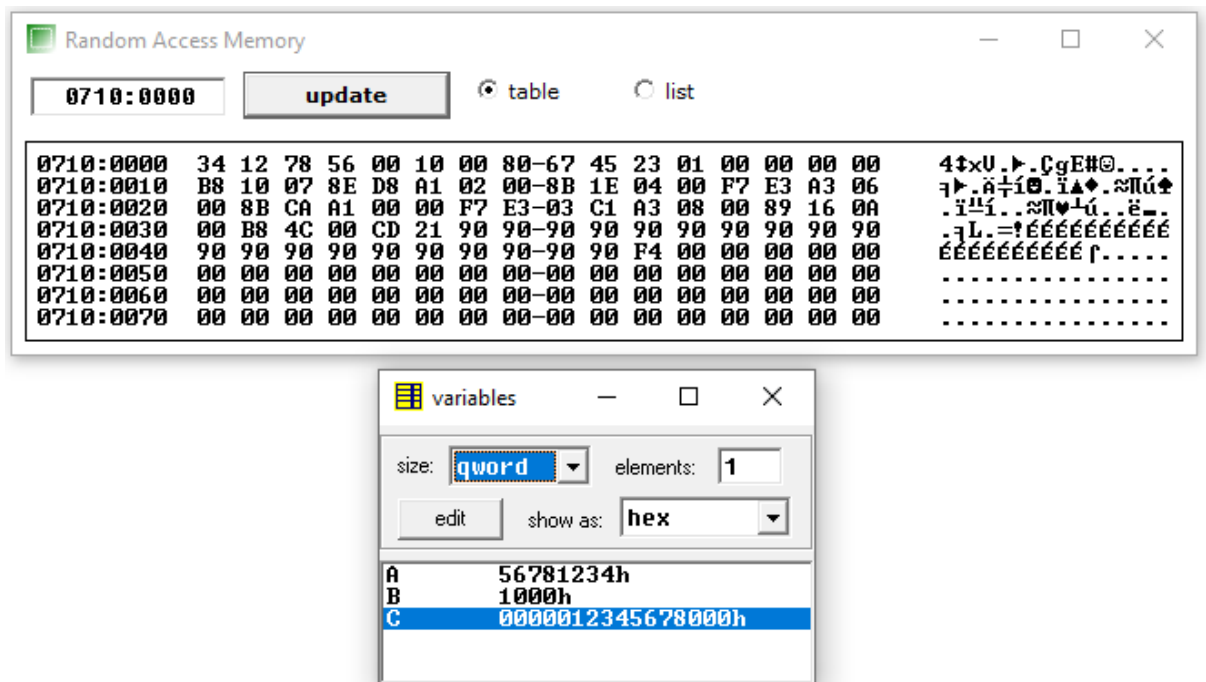 Random Access Memory
0710:0000 update table list
0710:0000 34 12 78 56 00 10 00 80-67 45 23 01 00 00 00 00 4↕xV.►.ÇgE#☺....
0710:0010 B8 10 07 8E D8 A1 02 00-8B 1E 04 00 F7 E3 A3 06 ╕►.Ä╪í☻.ï▲♦.≈πú♠
0710:0020 00 8B CA A1 00 00 F7 E3-03 C1 A3 08 00 89 16 0A .ï╩í..≈π♥┴ú..ë▬.
0710:0030 00 B8 4C 00 CD 21 90 90-90 90 90 90 90 90 90 90 .╕L.═!ÉÉÉÉÉÉÉÉÉÉ
0710:0040 90 90 90 90 90 90 90 90-90 90 F4 00 00 00 00 00 ÉÉÉÉÉÉÉÉÉÉ⌠.....
0710:0050 00 00 00 00 00 00 00 00-00 00 00 00 00 00 00 00 ................
0710:0060 00 00 00 00 00 00 00 00-00 00 00 00 00 00 00 00 ................
0710:0070 00 00 00 00 00 00 00 00-00 00 00 00 00 00 00 00 ................
variables
size: qword elements: 1
edit show as: hex
A 56781234h
B 1000h
C 0000012345678000h